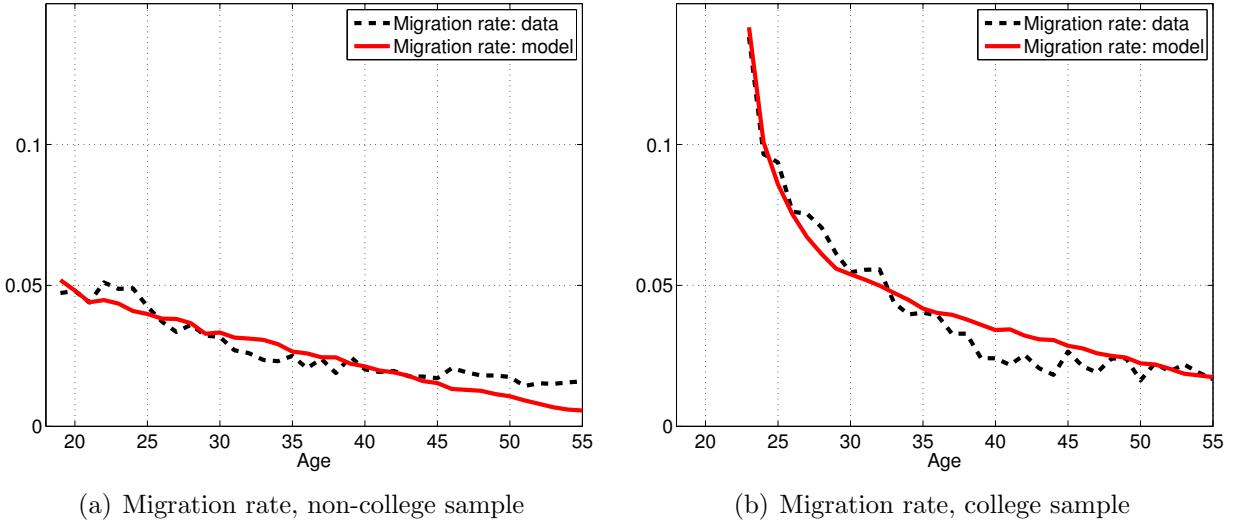 Migration rate: data
Migration rate: model
0.1
0.05
0
20 25 30 35 40 45 50 55
Age
(a) Migration rate, non-college sample
Migration rate: data
Migration rate: model
0.1
0.05
0
20 25 30 35 40 45 50 55
Age
(b) Migration rate, college sample